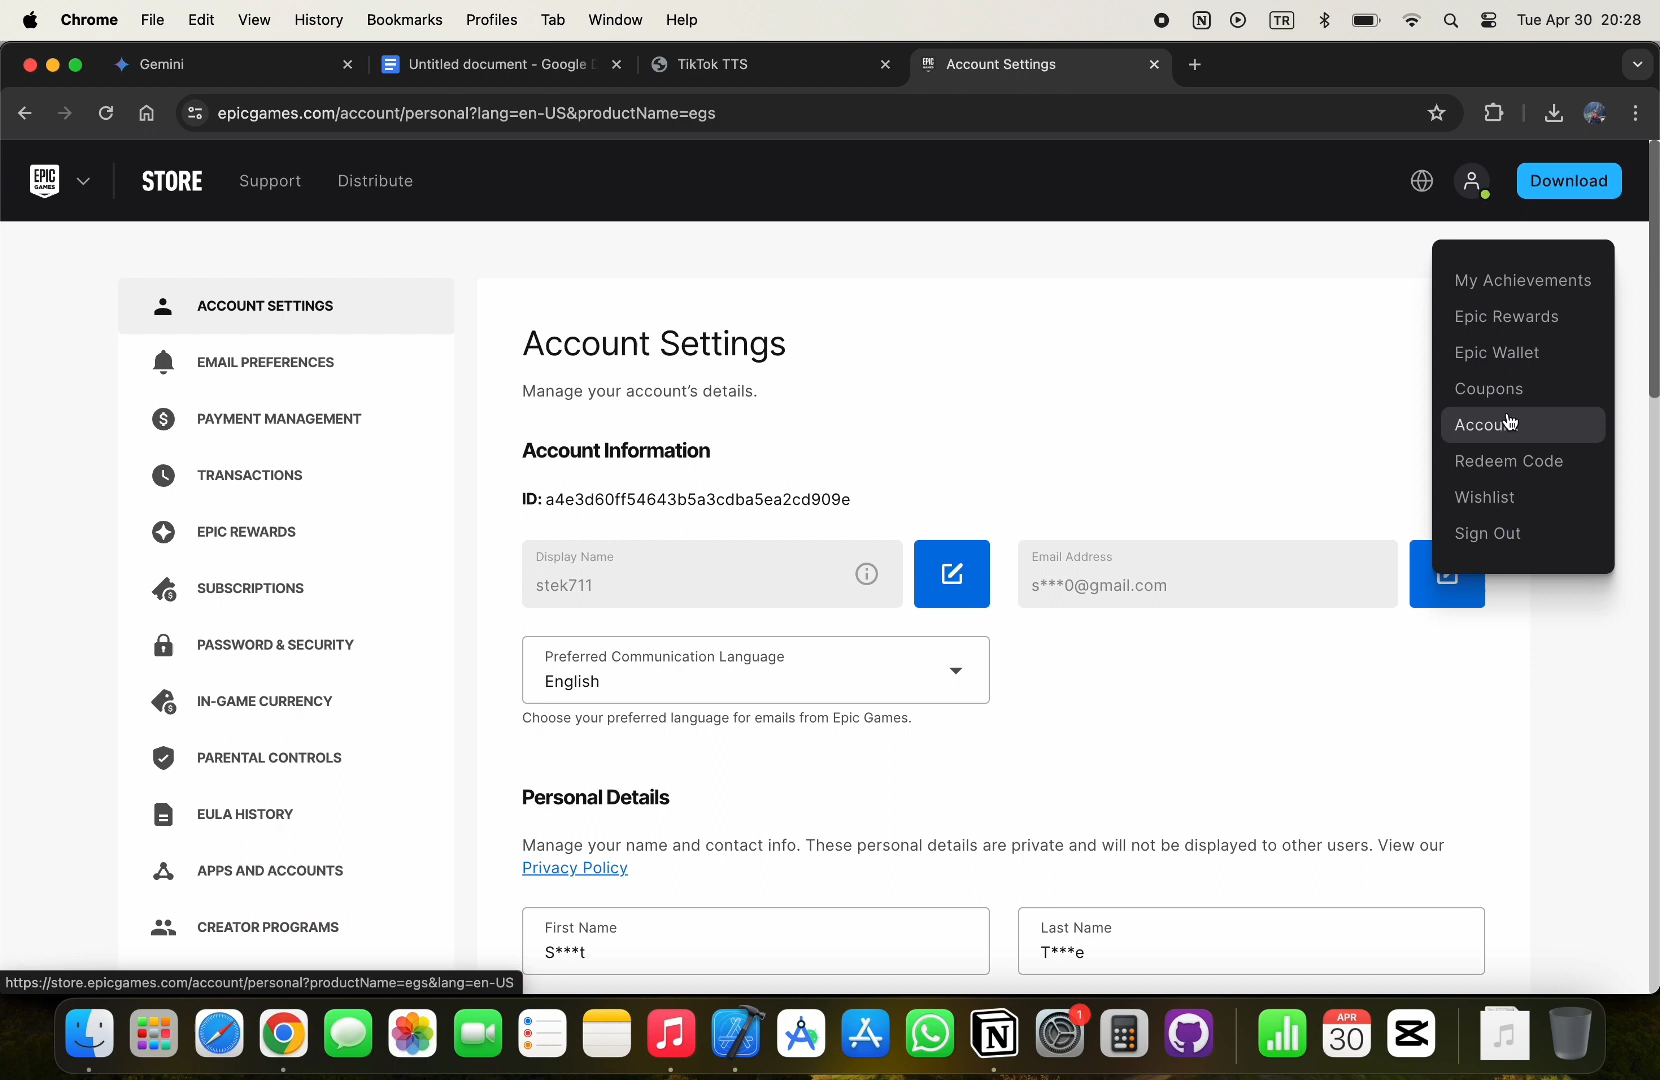 Chrome File Edit View History Bookmarks Profiles Tab Window Help TR Tue Apr 30 20:28
Gemini Untitled document - Google TikTok TTS Account Settings
epicgames.com/account/personal?lang=en-US&productName=egs
EPIC GAMES STORE Support Distribute Download
My Achievements
Epic Rewards
Epic Wallet
Coupons
Account
Redeem Code
Wishlist
Sign Out
ACCOUNT SETTINGS
EMAIL PREFERENCES
PAYMENT MANAGEMENT
TRANSACTIONS
EPIC REWARDS
SUBSCRIPTIONS
PASSWORD & SECURITY
IN-GAME CURRENCY
PARENTAL CONTROLS
EULA HISTORY
APPS AND ACCOUNTS
CREATOR PROGRAMS
Account Settings
Manage your account's details.
Account Information
ID: a4e3d60ff54643b5a3cdba5ea2cd909e
Display Name
stek711
Email Address
s***0@gmail.com
Preferred Communication Language
English
Choose your preferred language for emails from Epic Games.
Personal Details
Manage your name and contact info. These personal details are private and will not be displayed to other users. View our
Privacy Policy
First Name
S***t
Last Name
T***e
https://store.epicgames.com/account/personal?productName=egs&lang=en-US
1
APR
30